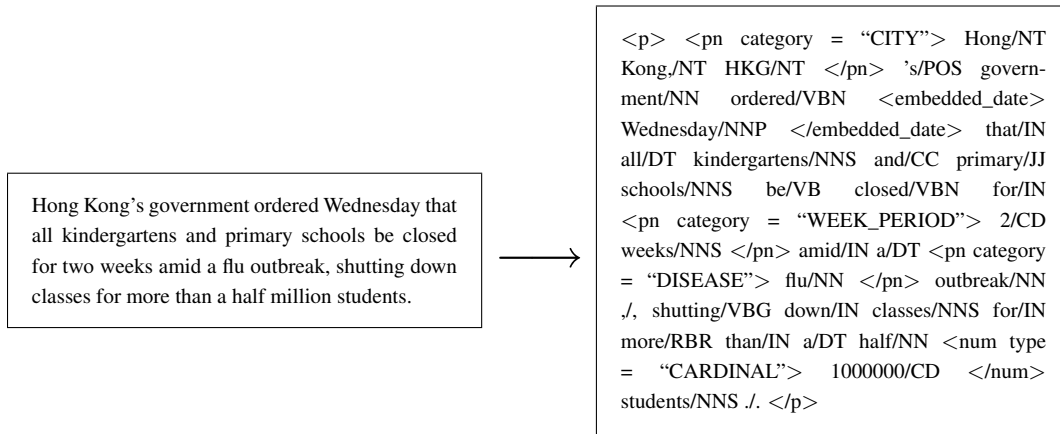 Hong Kong's government ordered Wednesday that
all kindergartens and primary schools be closed
for two weeks amid a flu outbreak, shutting down
classes for more than a half million students.
<p> <pn category = “CITY”> Hong/NT
Kong,/NT HKG/NT </pn> 's/POS govern-
ment/NN ordered/VBN <embedded_date>
Wednesday/NNP </embedded_date> that/IN
all/DT kindergartens/NNS and/CC primary/JJ
schools/NNS be/VB closed/VBN for/IN
<pn category = “WEEK_PERIOD”> 2/CD
weeks/NNS </pn> amid/IN a/DT <pn category
= “DISEASE”> flu/NN </pn> outbreak/NN
,/, shutting/VBG down/IN classes/NNS for/IN
more/RBR than/IN a/DT half/NN <num type
= “CARDINAL”> 1000000/CD </num>
students/NNS ./. </p>